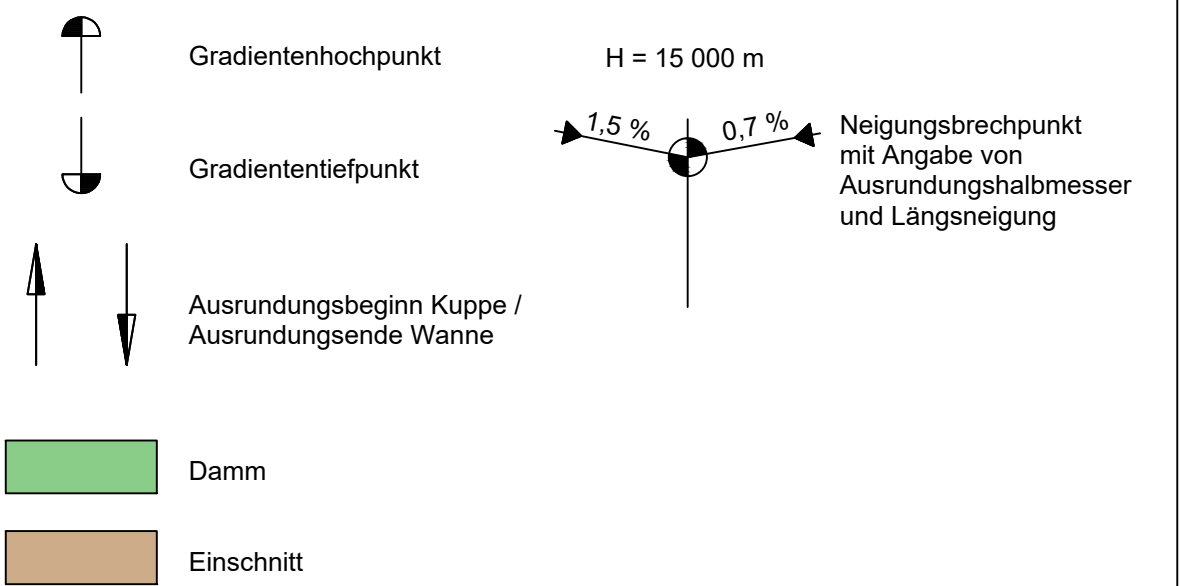 Gradientenhochpunkt
Gradiententiefpunkt
Ausrundungsbeginn Kuppe /
Ausrundungsende Wanne
Damm
Einschnitt
H = 15 000 m
1,5 %
0,7 %
Neigungsbrechpunkt
mit Angabe von
Ausrundungshalbmesser
und Längsneigung